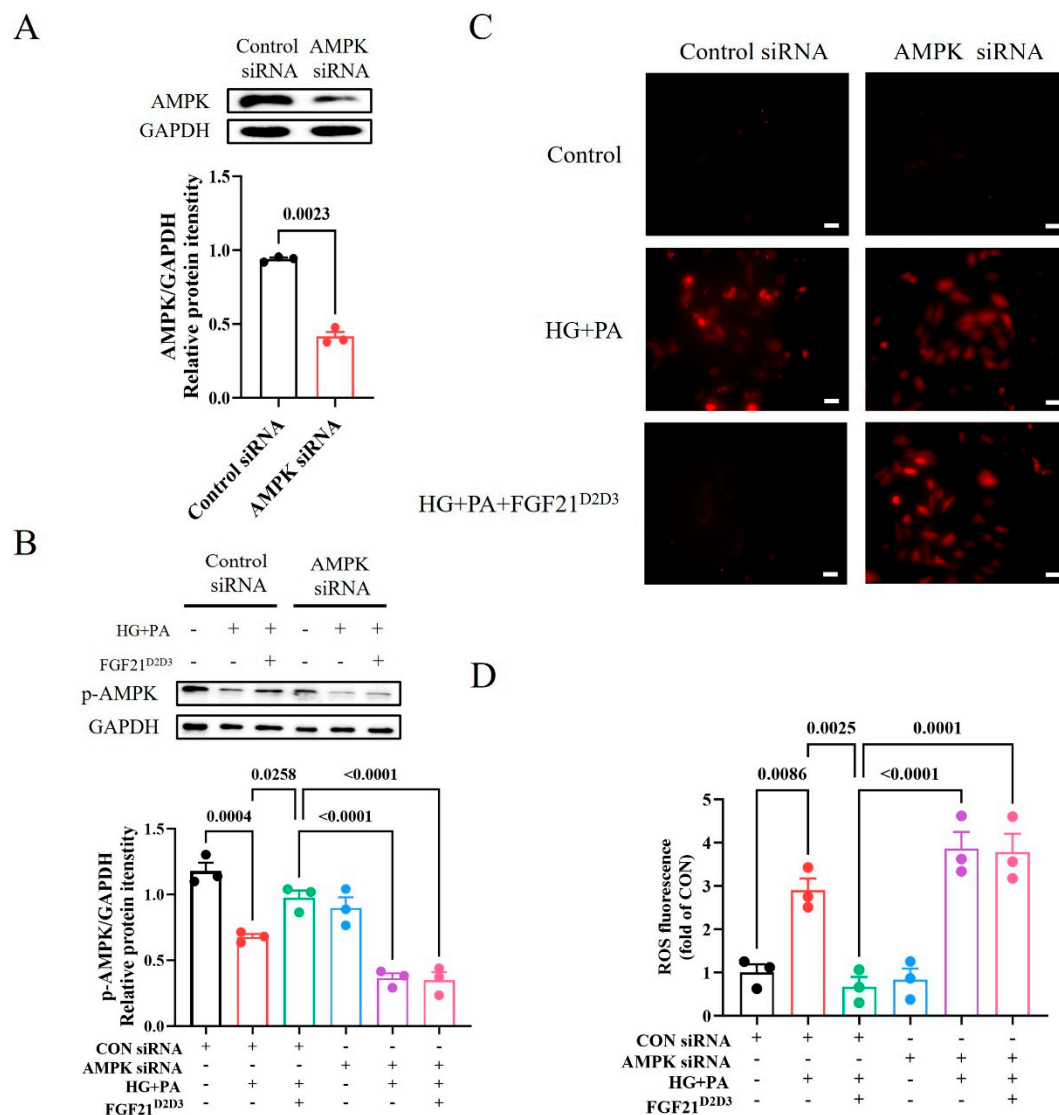 A
Control AMPK
siRNA siRNA
AMPK
GAPDH
1.5
1.0
0.5
0.0
AMPK/GAPDH
Relative protein itenstity
0.0023
Control siRNA
AMPK siRNA
B
Control
siRNA
AMPK
siRNA
HG+PA - + + - + +
FGF21D2D3 - - + - - +
p-AMPK
GAPDH
<0.0001
0.0258
<0.0001
0.0004
1.5
1.0
0.5
0.0
p-AMPK/GAPDH
Relative protein itenstity
CON siRNA + + + - - -
AMPK siRNA - - - + + +
HG+PA - + + - + +
FGF21D2D3 - - + - - +
C
Control siRNA AMPK siRNA
Control
HG+PA
HG+PA+FGF21D2D3
D
0.0025 0.0001
0.0086 <0.0001
5
4
3
2
1
0
ROS fluorescence
(fold of CON)
CON siRNA + + + - - -
AMPK siRNA - - - + + +
HG+PA - + + - + +
FGF21D2D3 - - + - - +